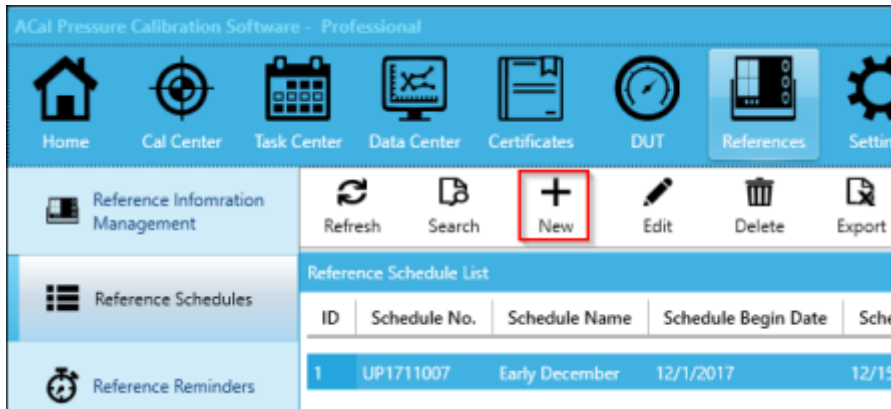 ACal Pressure Calibration Software - Professional
Home Cal Center Task Center Data Center Certificates DUT References
Reference Infomration
Management
Refresh Search New Edit Delete Export
Reference Schedule List
Reference Schedules
ID Schedule No. Schedule Name Schedule Begin Date
1 UP1711007 Early December 12/1/2017
Reference Reminders